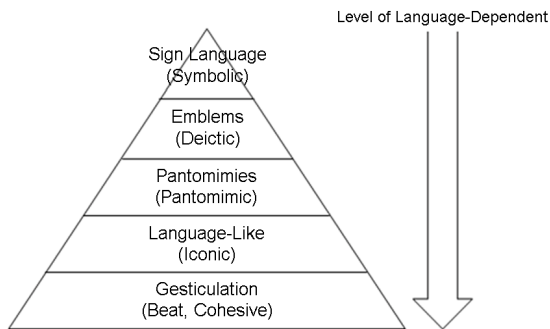 Level of Language-Dependent
Sign Language
(Symbolic)
Emblems
(Deictic)
Pantomimies
(Pantomimic)
Language-Like
(Iconic)
Gesticulation
(Beat, Cohesive)